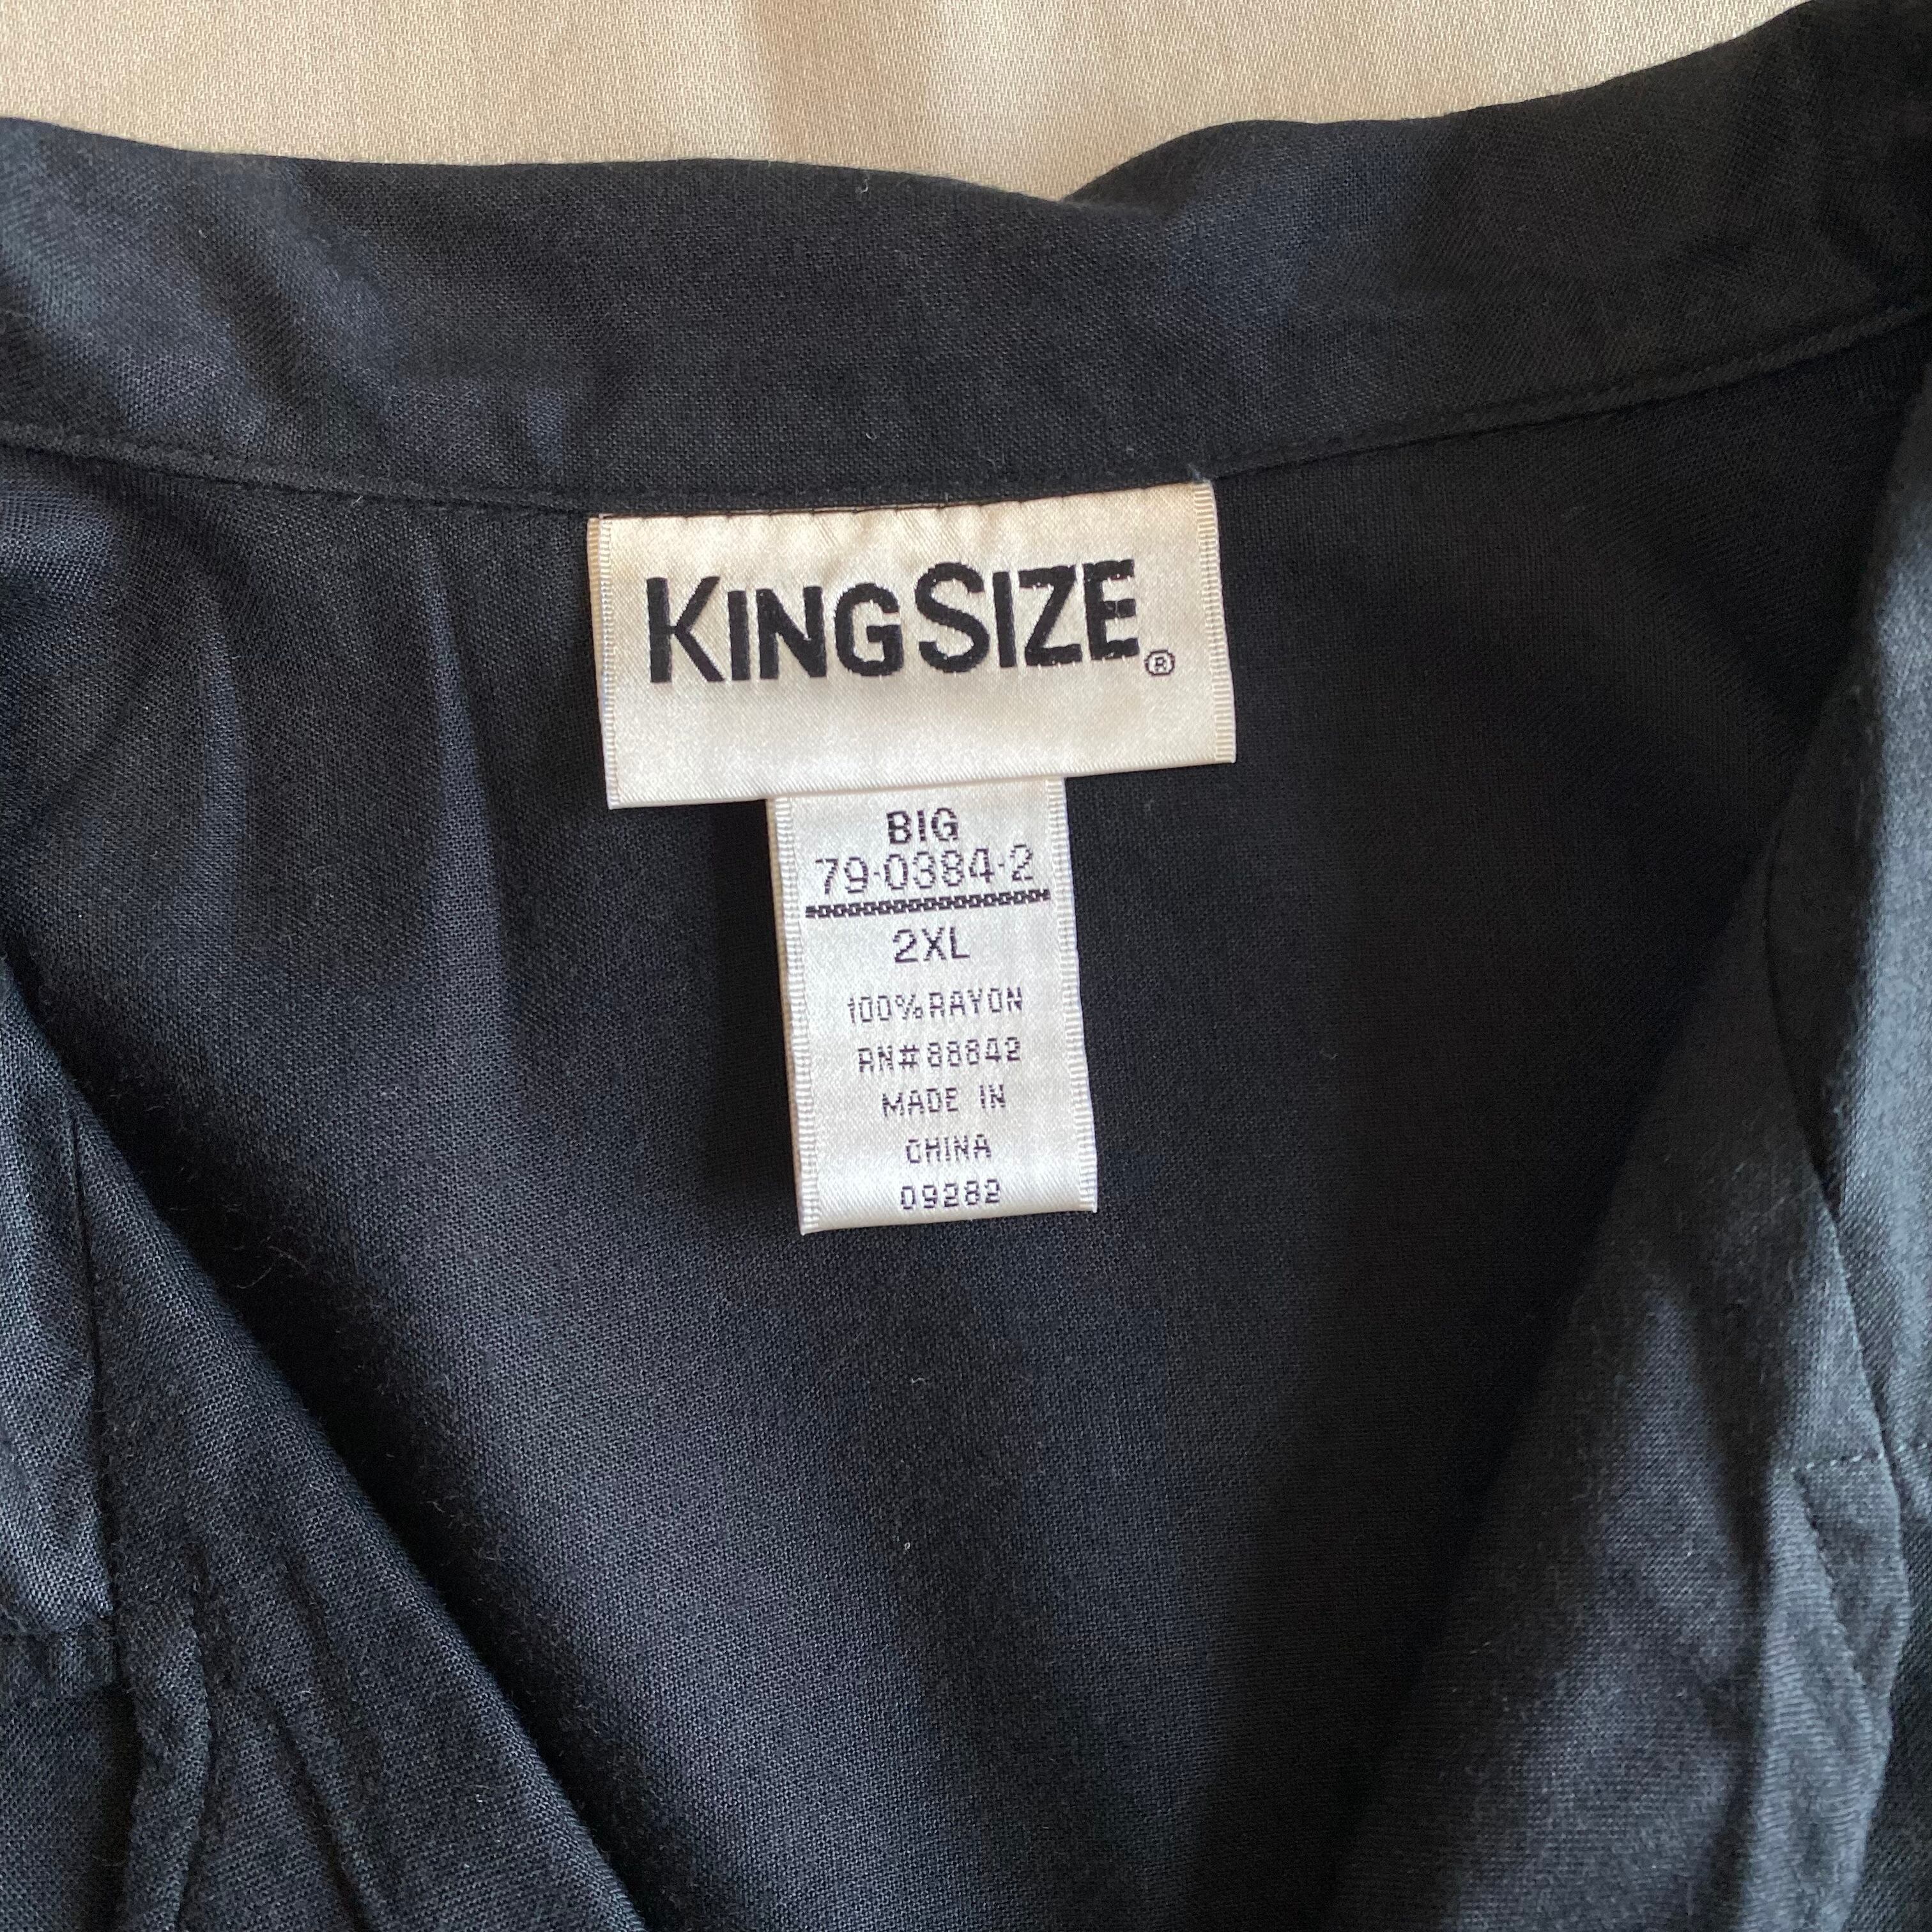 KINGSIZE®
BIG
79-0384-2
2XL
100% RAYON
RN#88842
MADE IN
CHINA
09282